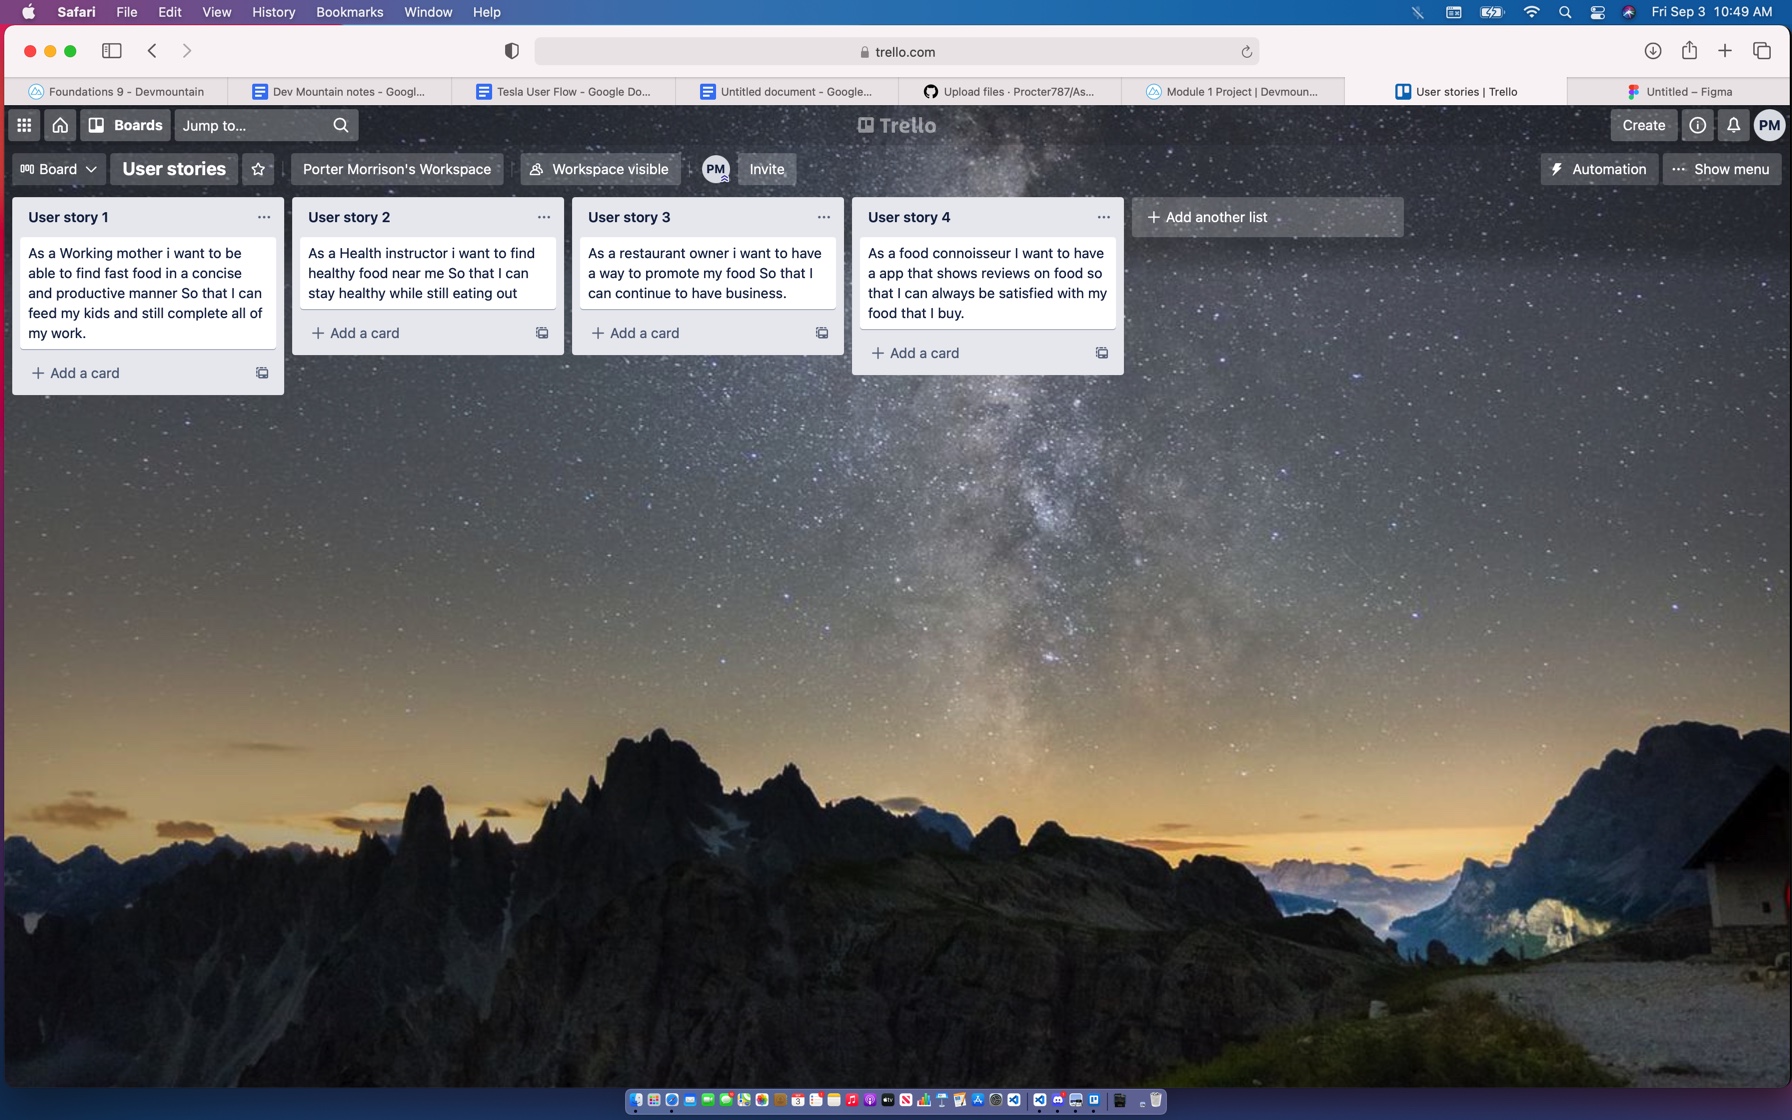 Safari File Edit View History Bookmarks Window Help Fri Sep 3 10:49 AM
trello.com
Foundations 9 - Devmountain Dev Mountain notes - Googl... Tesla User Flow - Google Do... Untitled document - Google... Upload files · Procter787/As... Module 1 Project | Devmoun... User stories | Trello Untitled – Figma
Boards Jump to... Trello Create PM
Board User stories Porter Morrison's Workspace Workspace visible PM Invite Automation ··· Show menu
User story 1 ···
As a Working mother i want to be
able to find fast food in a concise
and productive manner So that I can
feed my kids and still complete all of
my work.
+ Add a card
User story 2 ···
As a Health instructor i want to find
healthy food near me So that I can
stay healthy while still eating out
+ Add a card
User story 3 ···
As a restaurant owner i want to have
a way to promote my food So that I
can continue to have business.
+ Add a card
User story 4 ···
As a food connoisseur I want to have
a app that shows reviews on food so
that I can always be satisfied with my
food that I buy.
+ Add a card
+ Add another list